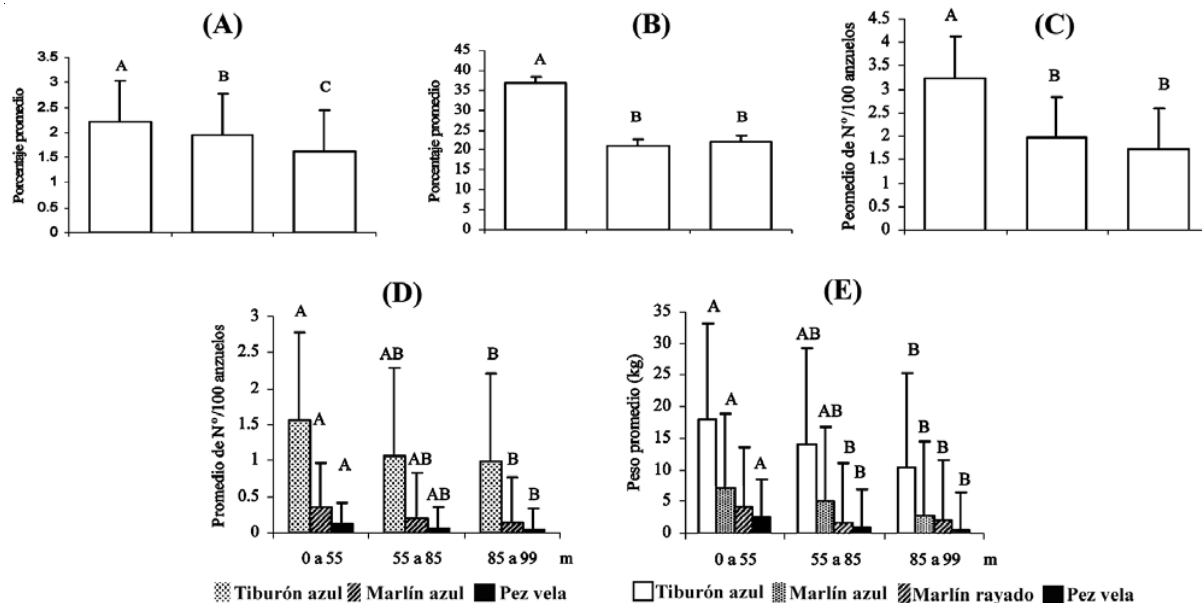 (A)
Porcentaje promedio
3.5
3
2.5
2
1.5
1
0.5
0
A
B
C
(B)
Porcentaje promedio
45
40
35
30
25
20
15
10
5
0
A
B
B
(C)
Peomedio de N°/100 anzuelos
4.5
4
3.5
3
2.5
2
1.5
1
0.5
0
A
B
B
(D)
Promedio de N°/100 anzuelos
3
2.5
2
1.5
1
0.5
0
A
A
A
AB
AB
AB
B
B
B
0 a 55 55 a 85 85 a 99 m
Tiburón azul Marlín azul Pez vela
(E)
Peso promedio (kg)
35
30
25
20
15
10
5
0
A
A
A
AB
AB
B
B
B
B
B
B
0 a 55 55 a 85 85 a 99 m
Tiburón azul Marlín azul Marlín rayado Pez vela